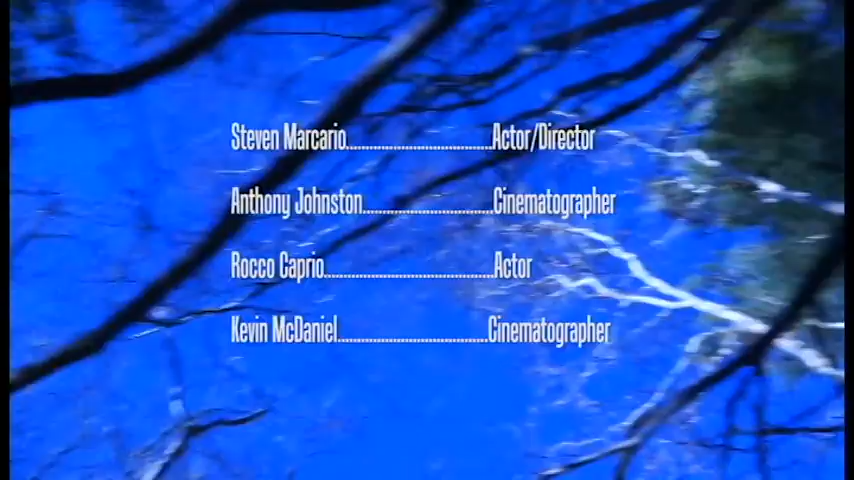 Steven Marcario......................................Actor/Director
Anthony Johnston..................................Cinematographer
Rocco Caprio............................................Actor
Kevin McDaniel.......................................Cinematographer